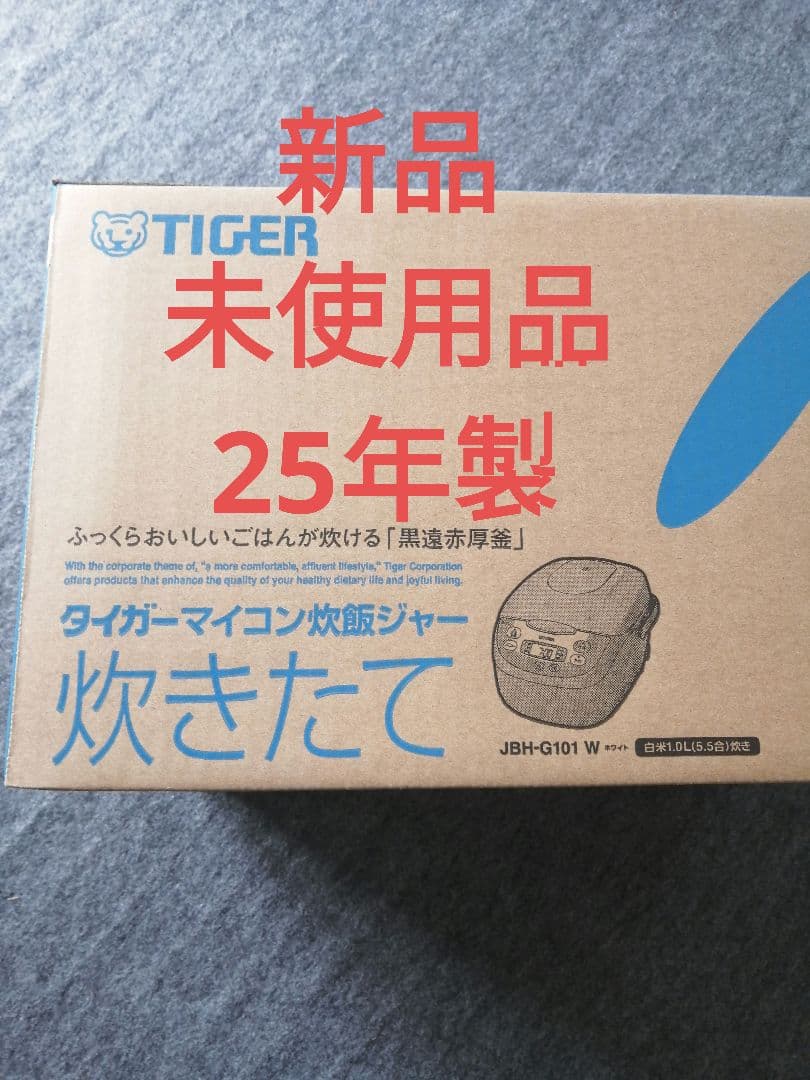 新品
TIGER
未使用品
25年製
ふっくらおいしいごはんが炊ける「黒遠赤厚釜」
With the corporate theme of, "a more comfortable, affluent lifestyle," Tiger Corporation
offers products that enhance the quality of your healthy dietary life and joyful living.
タイガーマイコン炊飯ジャー
炊きたて
JBH-G101 W ホワイト 白米1.0L(5.5合)炊き